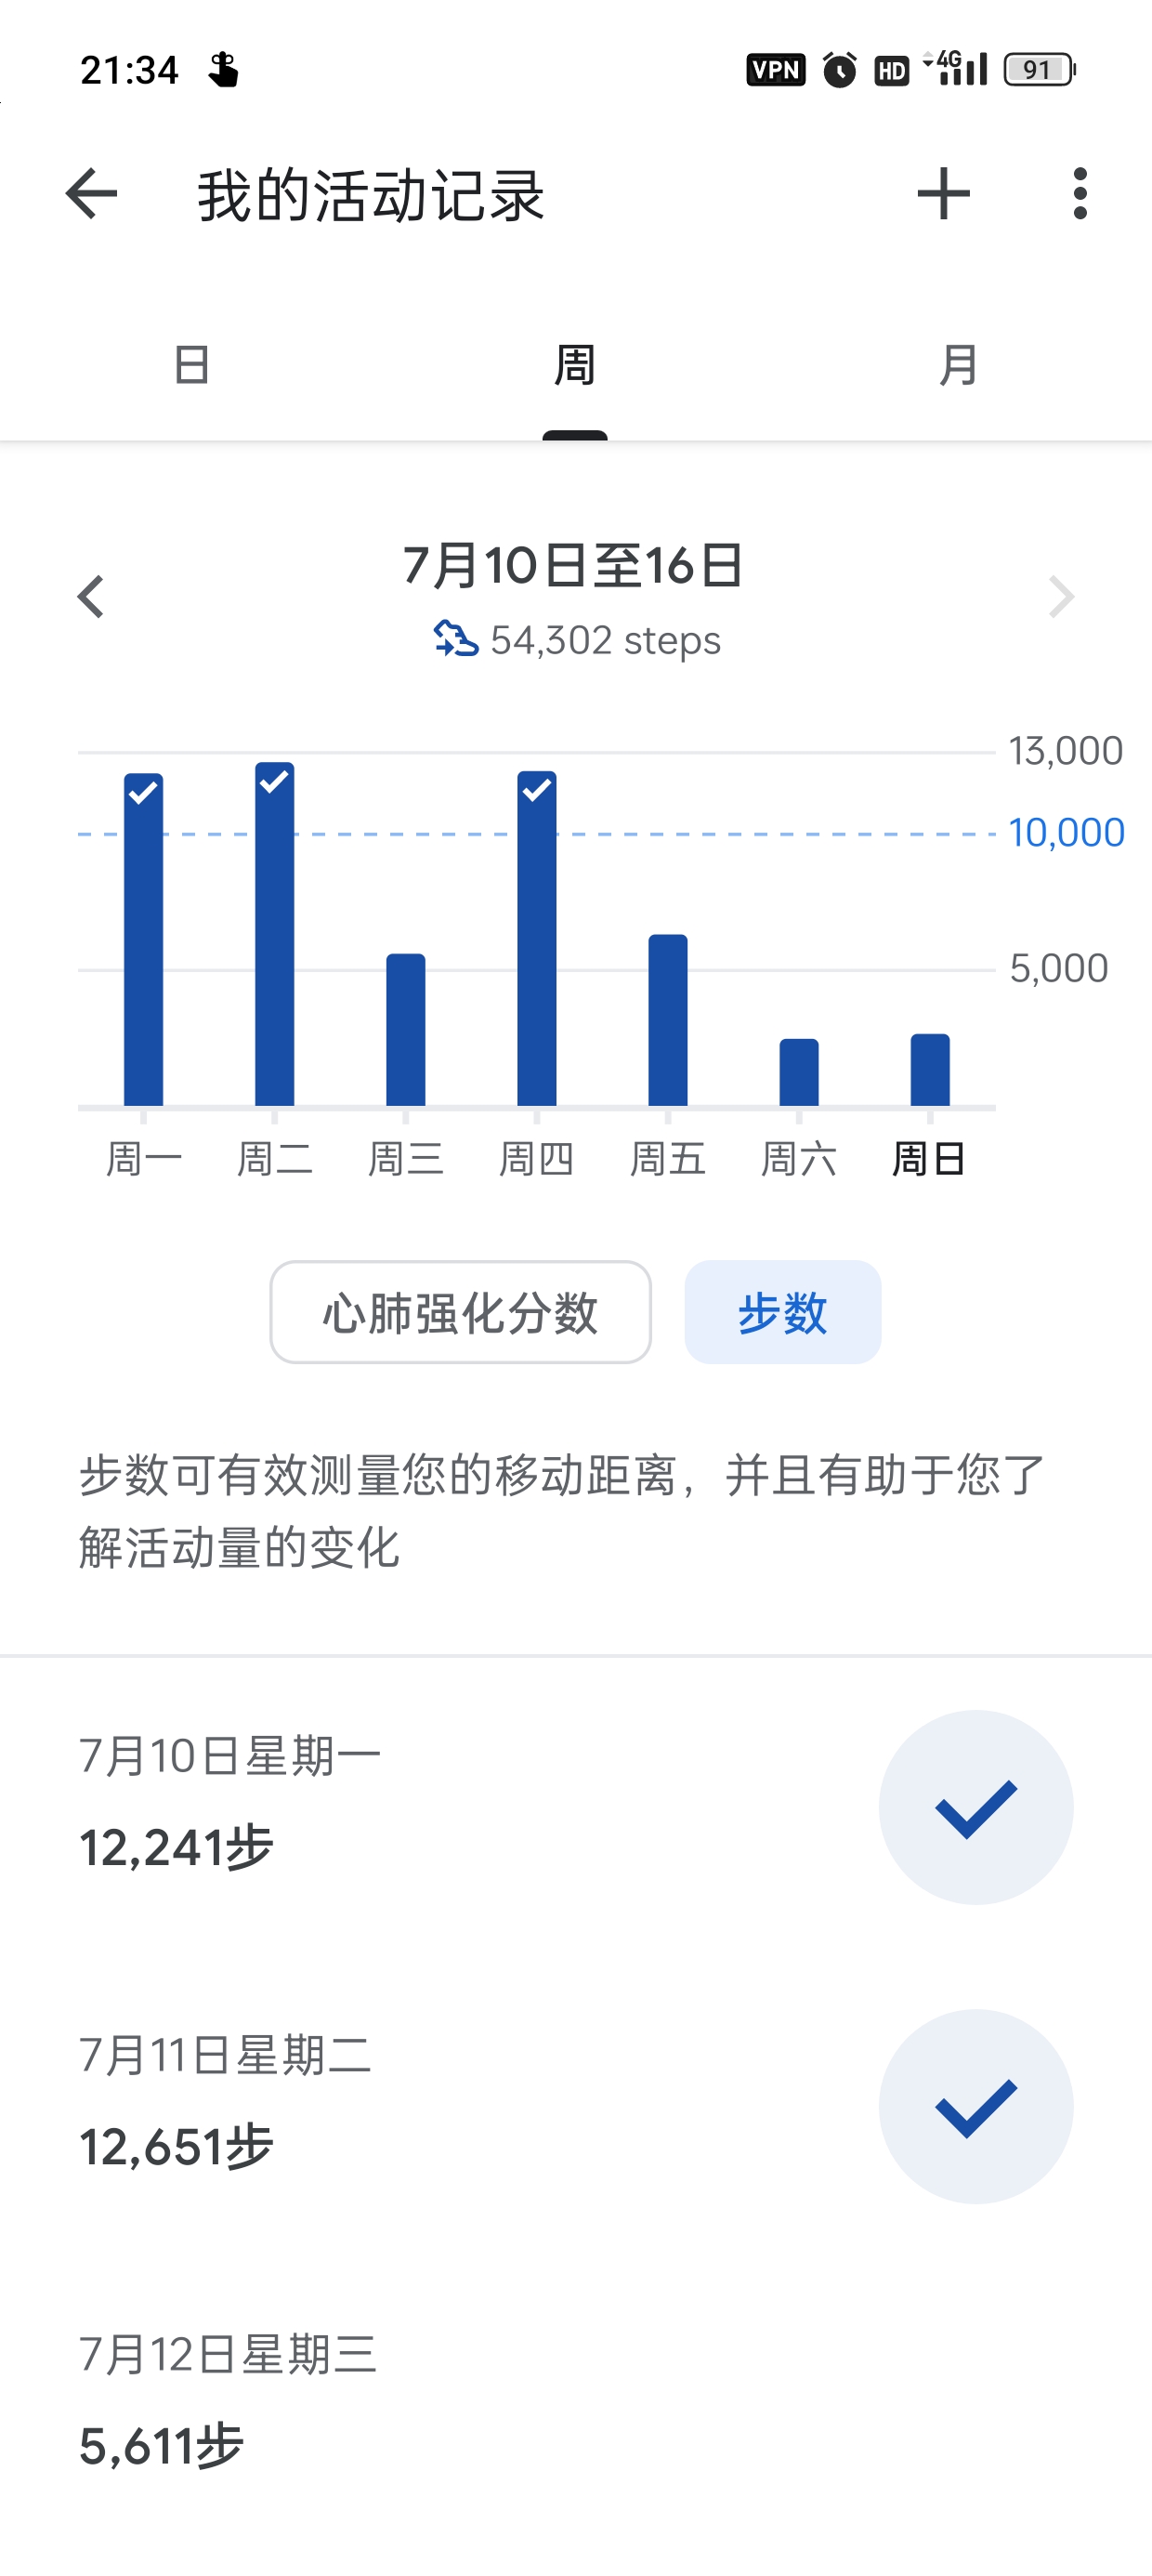 21:34
VPN HD 4G 91
我的活动记录
日 周 月
7月10日至16日
54,302 steps
13,000
10,000
5,000
周一 周二 周三 周四 周五 周六 周日
心肺强化分数 步数
步数可有效测量您的移动距离，并且有助于您了
解活动量的变化
7月10日星期一
12,241步
7月11日星期二
12,651步
7月12日星期三
5,611步